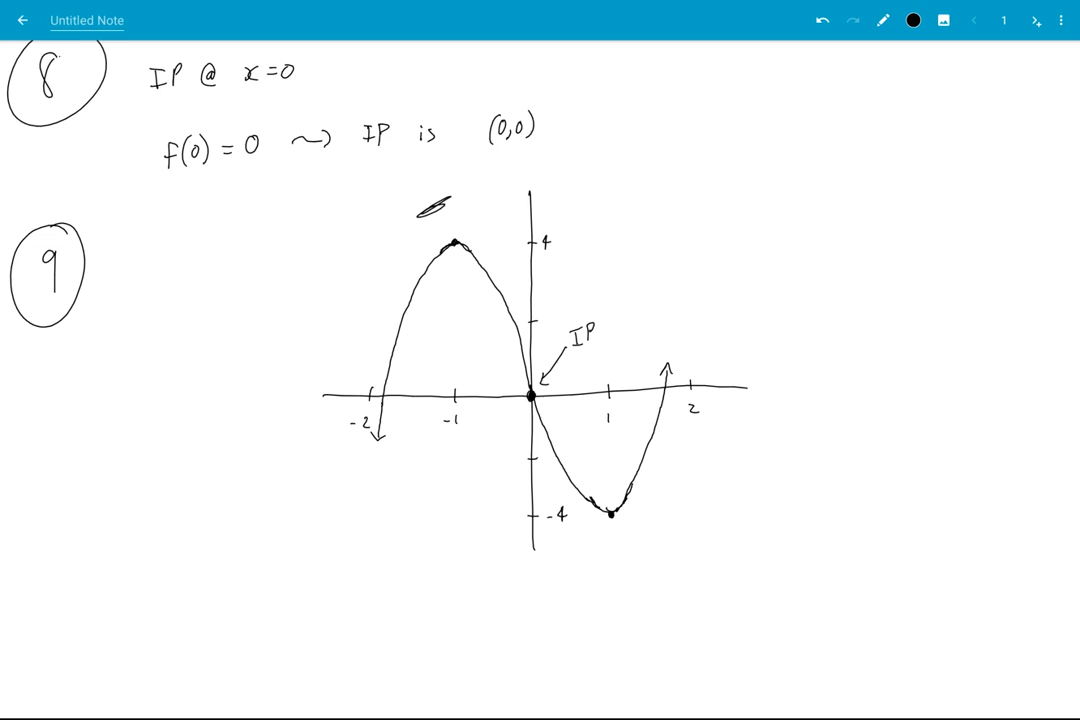 Untitled Note
1
8
IP @ x=0
f(0) = 0 ⤳ IP is (0,0)
9
4
IP
-2
-1
1
2
-4